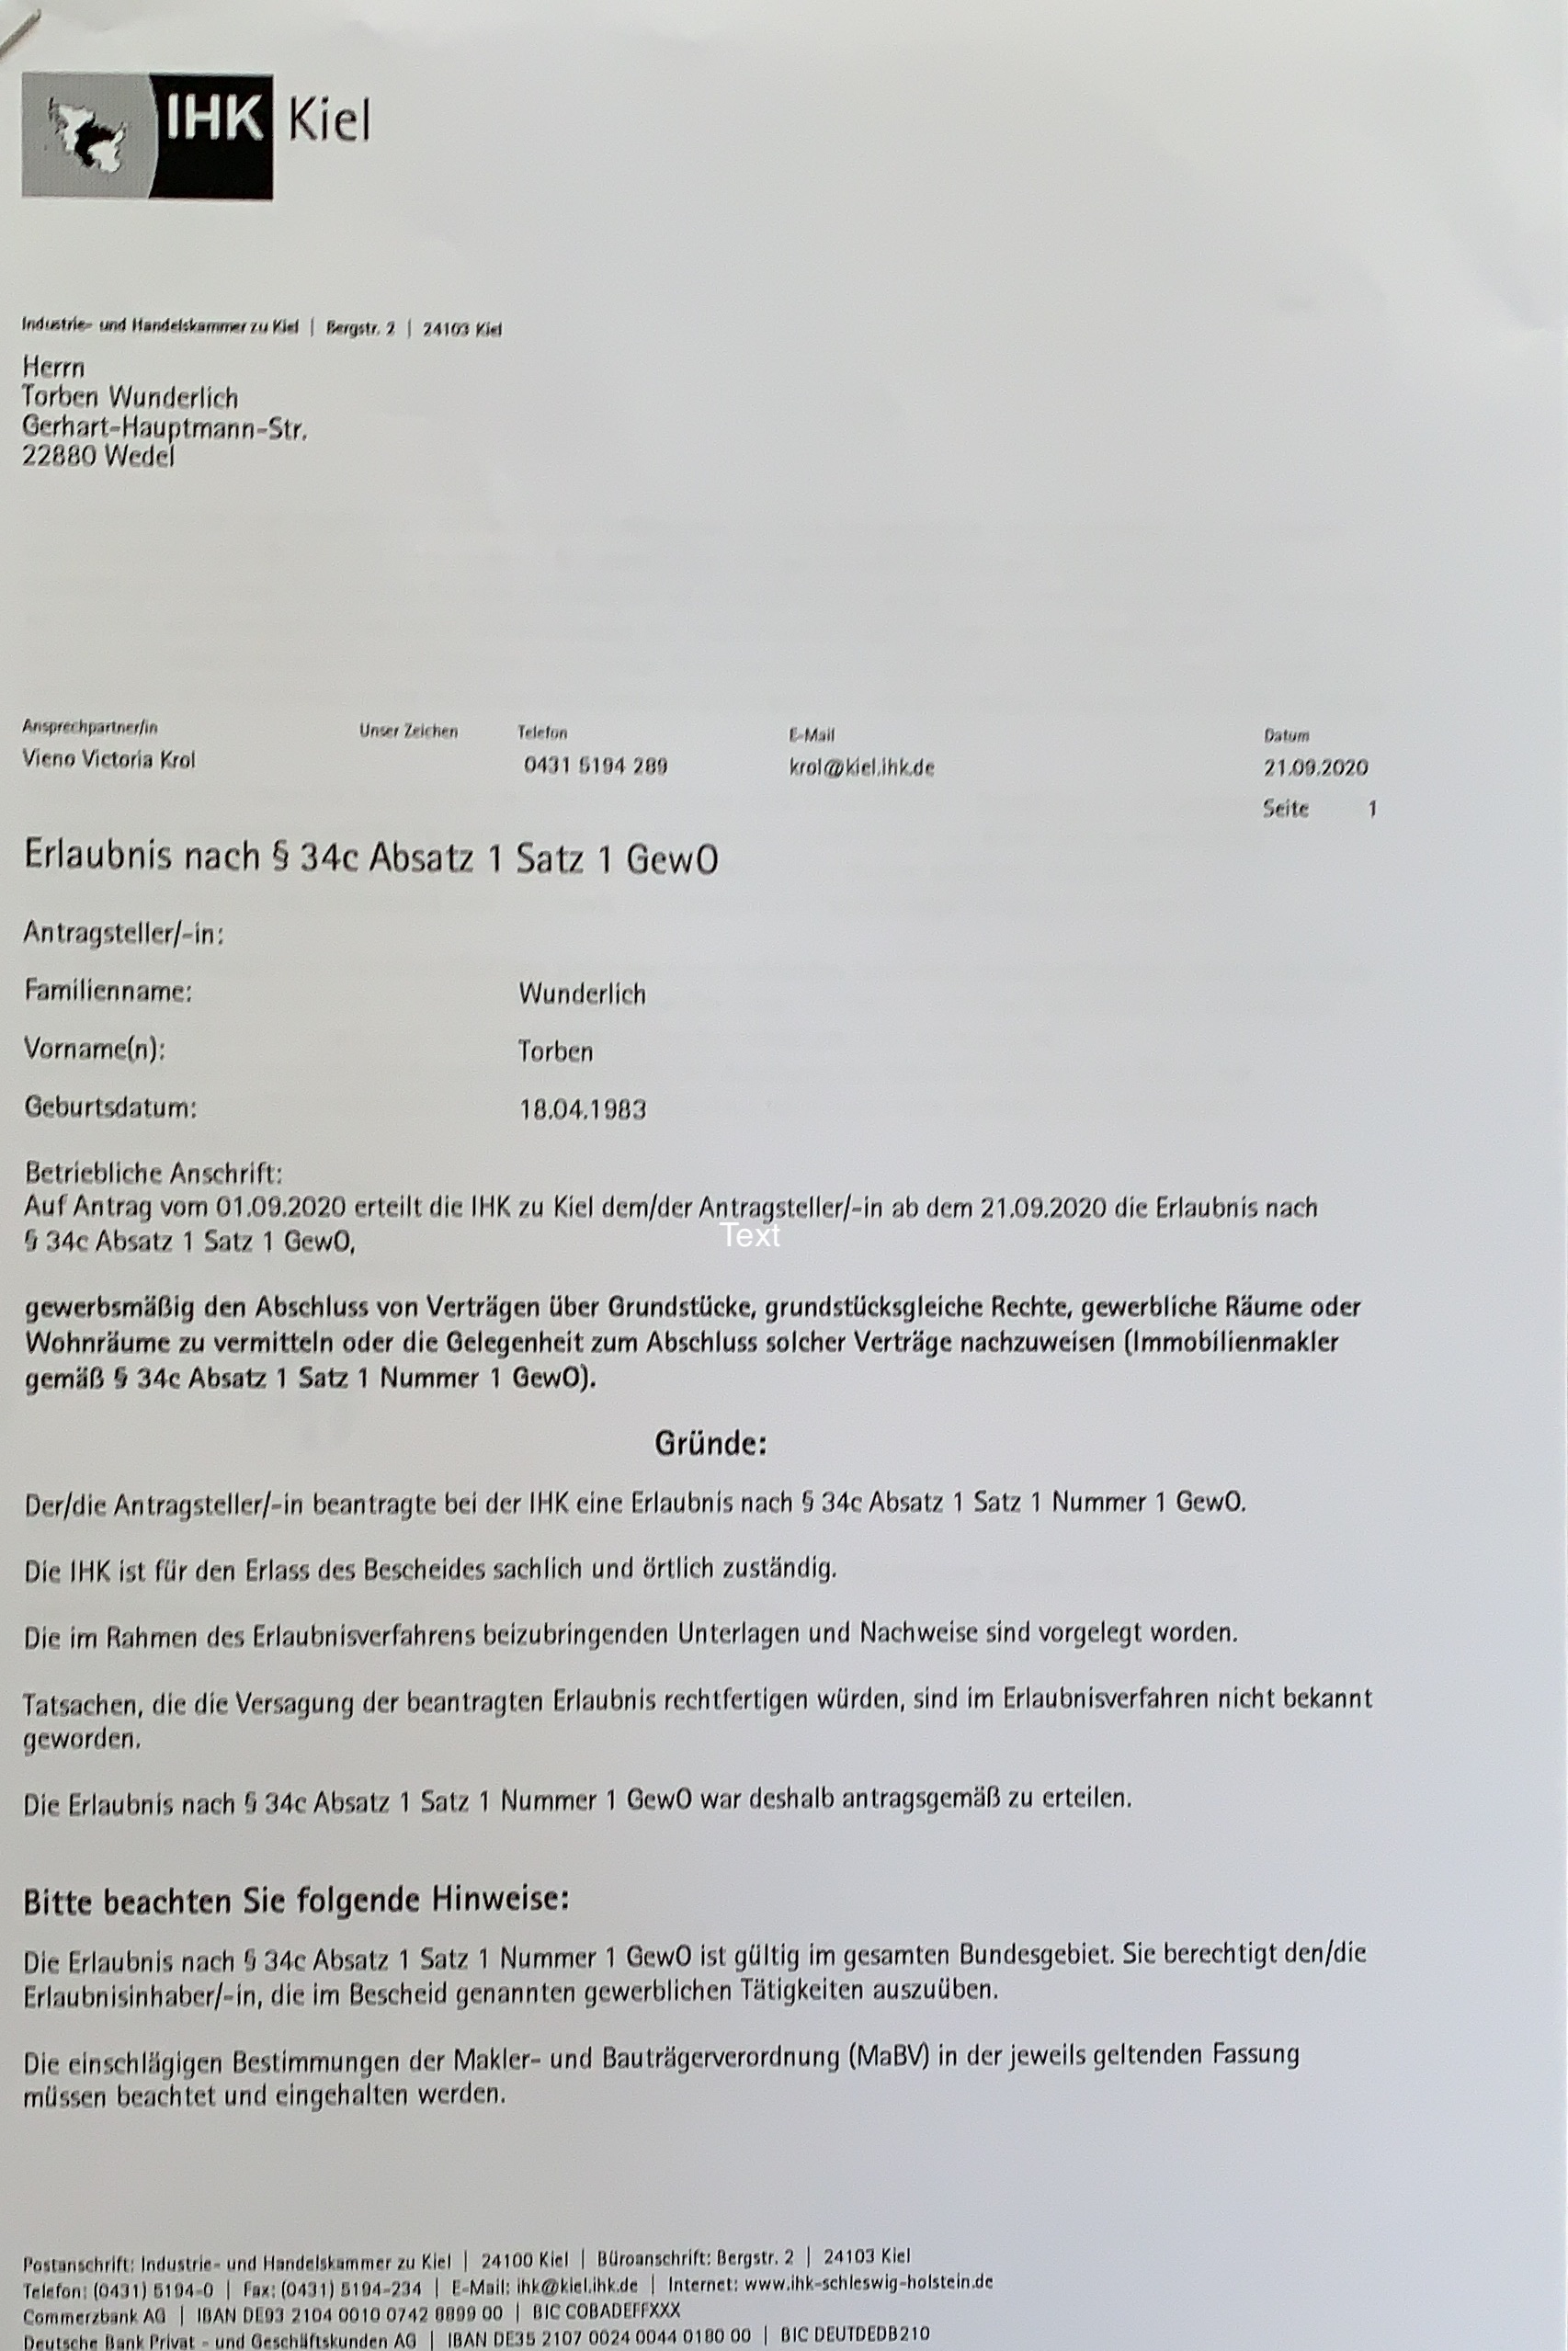 IHK Kiel
Industrie- und Handelskammer zu Kiel | Bergstr. 2 | 24103 Kiel
Herrn
Torben Wunderlich
Gerhart-Hauptmann-Str.
22880 Wedel
Ansprechpartner/in Unser Zeichen Telefon E-Mail Datum
Vieno Victoria Krol 0431 5194 289 krol@kiel.ihk.de 21.09.2020
Seite 1
Erlaubnis nach § 34c Absatz 1 Satz 1 GewO
Antragsteller/-in:
Familienname: Wunderlich
Vorname(n): Torben
Geburtsdatum: 18.04.1983
Betriebliche Anschrift:
Auf Antrag vom 01.09.2020 erteilt die IHK zu Kiel dem/der Antragsteller/-in ab dem 21.09.2020 die Erlaubnis nach
Text
§ 34c Absatz 1 Satz 1 GewO,
gewerbsmäßig den Abschluss von Verträgen über Grundstücke, grundstücksgleiche Rechte, gewerbliche Räume oder
Wohnräume zu vermitteln oder die Gelegenheit zum Abschluss solcher Verträge nachzuweisen (Immobilienmakler
gemäß § 34c Absatz 1 Satz 1 Nummer 1 GewO).
Gründe:
Der/die Antragsteller/-in beantragte bei der IHK eine Erlaubnis nach § 34c Absatz 1 Satz 1 Nummer 1 GewO.
Die IHK ist für den Erlass des Bescheides sachlich und örtlich zuständig.
Die im Rahmen des Erlaubnisverfahrens beizubringenden Unterlagen und Nachweise sind vorgelegt worden.
Tatsachen, die die Versagung der beantragten Erlaubnis rechtfertigen würden, sind im Erlaubnisverfahren nicht bekannt
geworden.
Die Erlaubnis nach § 34c Absatz 1 Satz 1 Nummer 1 GewO war deshalb antragsgemäß zu erteilen.
Bitte beachten Sie folgende Hinweise:
Die Erlaubnis nach § 34c Absatz 1 Satz 1 Nummer 1 GewO ist gültig im gesamten Bundesgebiet. Sie berechtigt den/die
Erlaubnisinhaber/-in, die im Bescheid genannten gewerblichen Tätigkeiten auszuüben.
Die einschlägigen Bestimmungen der Makler- und Bauträgerverordnung (MaBV) in der jeweils geltenden Fassung
müssen beachtet und eingehalten werden.
Postanschrift: Industrie- und Handelskammer zu Kiel | 24100 Kiel | Büroanschrift: Bergstr. 2 | 24103 Kiel
Telefon: (0431) 5194-0 | Fax: (0431) 5194-234 | E-Mail: ihk@kiel.ihk.de | Internet: www.ihk-schleswig-holstein.de
Commerzbank AG | IBAN DE93 2104 0010 0742 8899 00 | BIC COBADEFFXXX
Deutsche Bank Privat - und Geschäftskunden AG | IBAN DE35 2107 0024 0044 0180 00 | BIC DEUTDEDB210